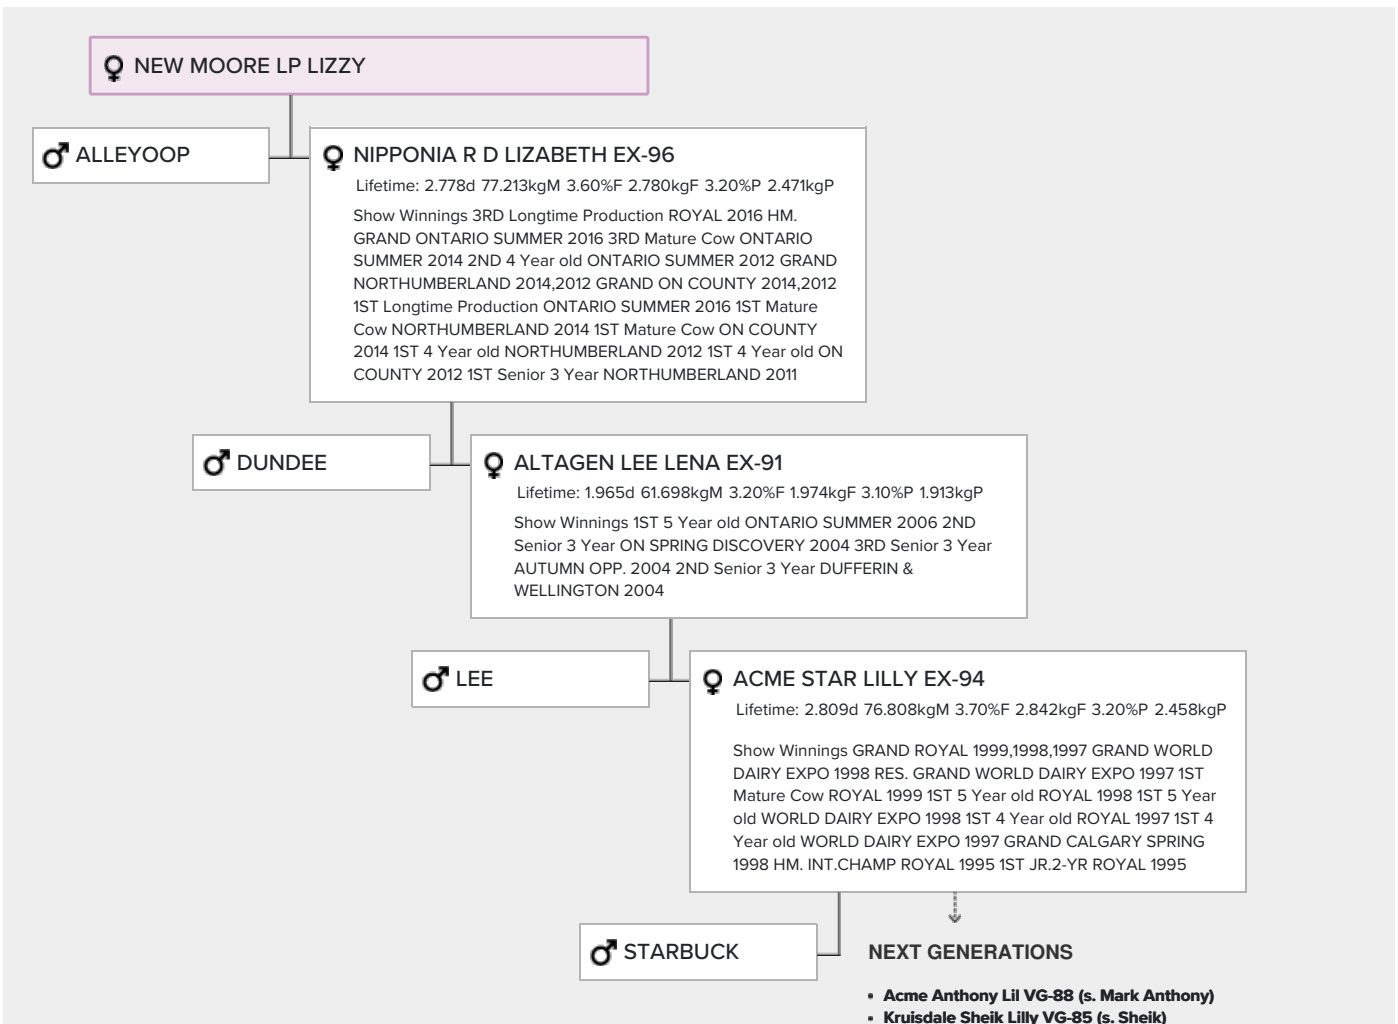 NEW MOORE LP LIZZY
ALLEYOOP
NIPPONIA R D LIZABETH EX-96
Lifetime: 2.778d 77.213kgM 3.60%F 2.780kgF 3.20%P 2.471kgP
Show Winnings 3RD Longtime Production ROYAL 2016 HM.
GRAND ONTARIO SUMMER 2016 3RD Mature Cow ONTARIO
SUMMER 2014 2ND 4 Year old ONTARIO SUMMER 2012 GRAND
NORTHUMBERLAND 2014,2012 GRAND ON COUNTY 2014,2012
1ST Longtime Production ONTARIO SUMMER 2016 1ST Mature
Cow NORTHUMBERLAND 2014 1ST Mature Cow ON COUNTY
2014 1ST 4 Year old NORTHUMBERLAND 2012 1ST 4 Year old ON
COUNTY 2012 1ST Senior 3 Year NORTHUMBERLAND 2011
DUNDEE
ALTAGEN LEE LENA EX-91
Lifetime: 1.965d 61.698kgM 3.20%F 1.974kgF 3.10%P 1.913kgP
Show Winnings 1ST 5 Year old ONTARIO SUMMER 2006 2ND
Senior 3 Year ON SPRING DISCOVERY 2004 3RD Senior 3 Year
AUTUMN OPP. 2004 2ND Senior 3 Year DUFFERIN &
WELLINGTON 2004
LEE
ACME STAR LILLY EX-94
Lifetime: 2.809d 76.808kgM 3.70%F 2.842kgF 3.20%P 2.458kgP
Show Winnings GRAND ROYAL 1999,1998,1997 GRAND WORLD
DAIRY EXPO 1998 RES. GRAND WORLD DAIRY EXPO 1997 1ST
Mature Cow ROYAL 1999 1ST 5 Year old ROYAL 1998 1ST 5 Year
old WORLD DAIRY EXPO 1998 1ST 4 Year old ROYAL 1997 1ST 4
Year old WORLD DAIRY EXPO 1997 GRAND CALGARY SPRING
1998 HM. INT.CHAMP ROYAL 1995 1ST JR.2-YR ROYAL 1995
STARBUCK
NEXT GENERATIONS
• Acme Anthony Lil VG-88 (s. Mark Anthony)
• Kruisdale Sheik Lilly VG-85 (s. Sheik)